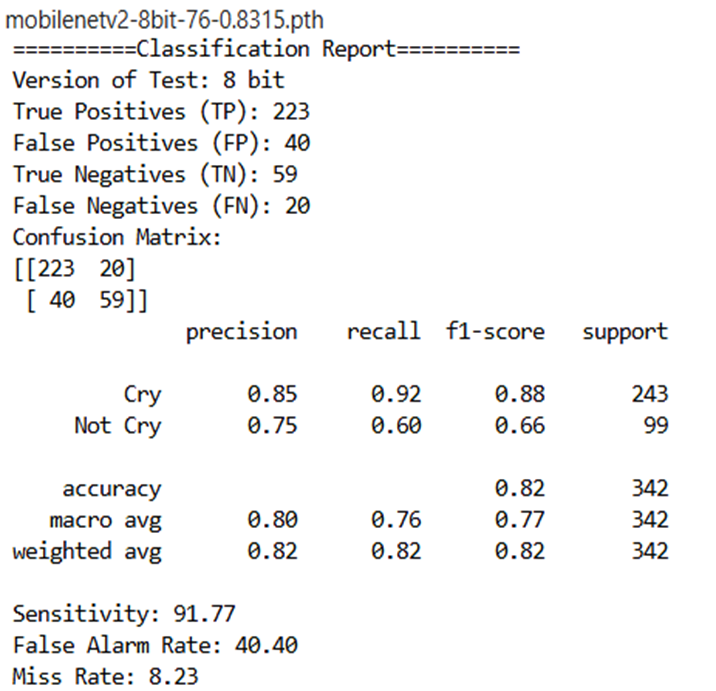 mobilenetv2-8bit-76-0.8315.pth
==========Classification Report==========
Version of Test: 8 bit
True Positives (TP): 223
False Positives (FP): 40
True Negatives (TN): 59
False Negatives (FN): 20
Confusion Matrix:
[[223  20]
 [ 40  59]]
              precision    recall  f1-score   support

         Cry       0.85      0.92      0.88       243
     Not Cry       0.75      0.60      0.66        99

    accuracy                           0.82       342
   macro avg       0.80      0.76      0.77       342
weighted avg       0.82      0.82      0.82       342

Sensitivity: 91.77
False Alarm Rate: 40.40
Miss Rate: 8.23